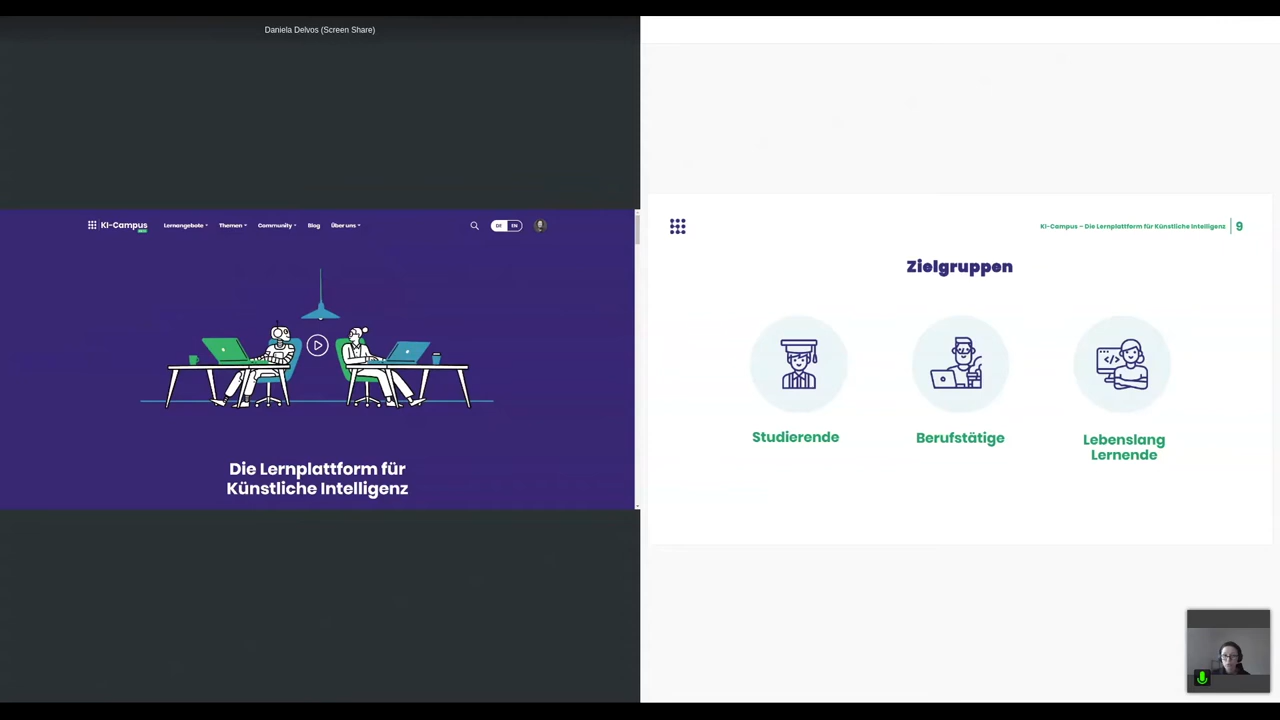 Daniela Delvos (Screen Share)
KI-Campus
Lernangebote
Themen
Community
Blog
Über uns
DE
EN
Die Lernplattform für
Künstliche Intelligenz
KI-Campus – Die Lernplattform für Künstliche Intelligenz
9
Zielgruppen
Studierende
Berufstätige
Lebenslang
Lernende